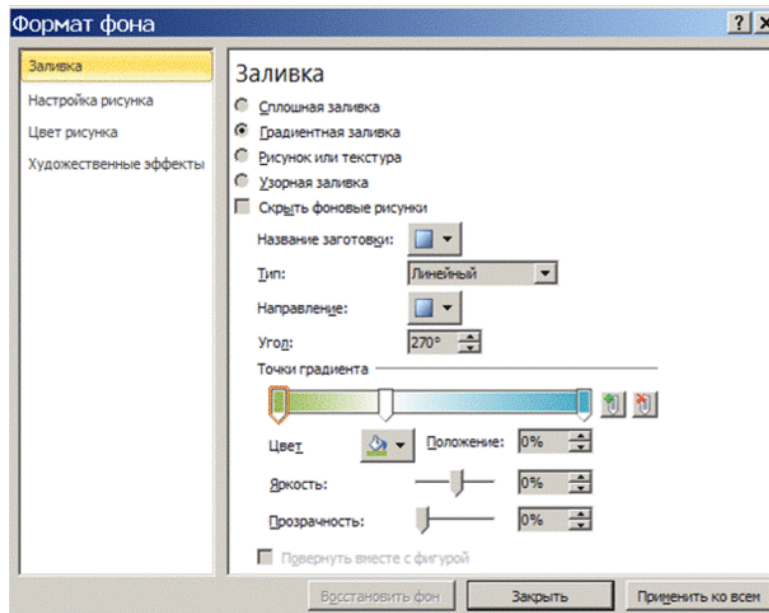 Формат фона
Заливка
Настройка рисунка
Цвет рисунка
Художественные эффекты
Заливка
Сплошная заливка
Градиентная заливка
Рисунок или текстура
Узорная заливка
Скрыть фоновые рисунки
Название заготовки:
Тип: Линейный
Направление:
Угол: 270°
Точки градиента
Цвет Положение: 0%
Яркость: 0%
Прозрачность: 0%
Повернуть вместе с фигурой
Восстановить фон Закрыть Применить ко всем